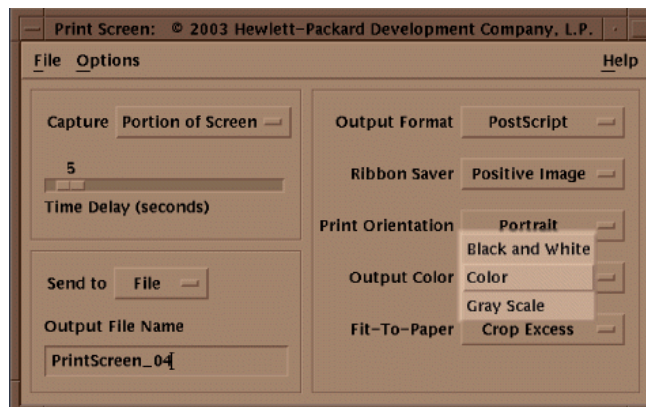 Print Screen: © 2003 Hewlett-Packard Development Company, L.P.
File Options Help
Capture Portion of Screen
5
Time Delay (seconds)
Send to File
Output File Name
PrintScreen_04
Output Format PostScript
Ribbon Saver Positive Image
Print Orientation Portrait
Black and White
Output Color Color
Gray Scale
Fit-To-Paper Crop Excess